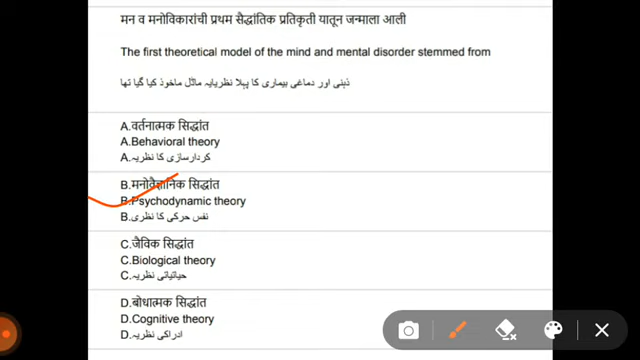 मन व मनोविकारांची प्रथम सैद्धांतिक प्रतिकृती यातून जन्माला आली
The first theoretical model of the mind and mental disorder stemmed from
ذہنی اور دماغی بیماری کا پہلا نظریایہ ماڈل ماخوذ کیا گیا تھا
A.वर्तनात्मक सिद्धांत
A.Behavioral theory
A.کردارسازی کا نظریہ
B.मनोवैज्ञानिक सिद्धांत
B.Psychodynamic theory
B.نفس حرکی کا نظری
C.जैविक सिद्धांत
C.Biological theory
C.حیاتیاتی نظریہ
D.बोधात्मक सिद्धांत
D.Cognitive theory
D.ادراکی نظریہ